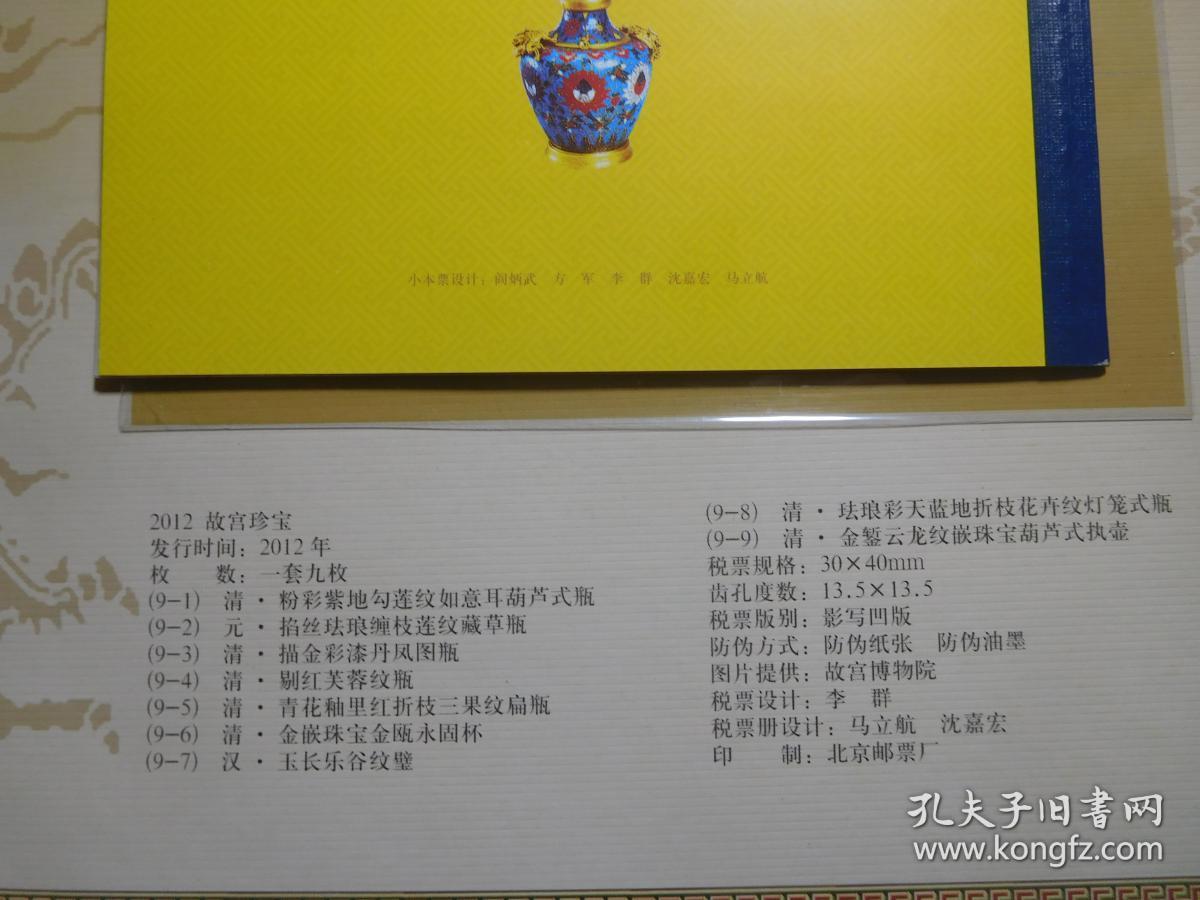 小本票设计：阎炳武 方 军 李 群 沈嘉宏 马立航
2012 故宫珍宝
发行时间：2012 年
枚 数：一套九枚
(9-1) 清·粉彩紫地勾莲纹如意耳葫芦式瓶
(9-2) 元·掐丝珐琅缠枝莲纹藏草瓶
(9-3) 清·描金彩漆丹凤图瓶
(9-4) 清·剔红芙蓉纹瓶
(9-5) 清·青花釉里红折枝三果纹扁瓶
(9-6) 清·金嵌珠宝金瓯永固杯
(9-7) 汉·玉长乐谷纹璧
(9-8) 清·珐琅彩天蓝地折枝花卉纹灯笼式瓶
(9-9) 清·金錾云龙纹嵌珠宝葫芦式执壶
税票规格：30×40mm
齿孔度数：13.5×13.5
税票版别：影写凹版
防伪方式：防伪纸张 防伪油墨
图片提供：故宫博物院
税票设计：李 群
税票册设计：马立航 沈嘉宏
印 制：北京邮票厂
孔夫子旧书网
www.kongfz.com